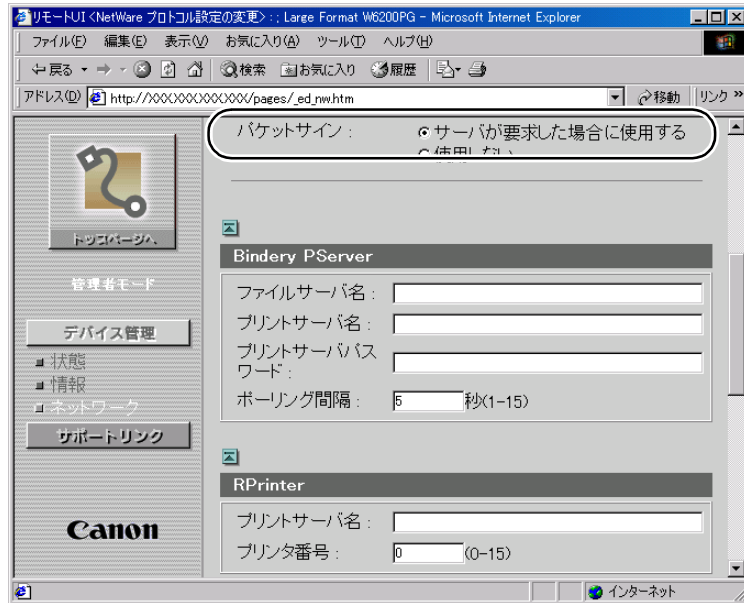 リモートUI <NetWare プロトコル設定の変更> : ; Large Format W6200PG - Microsoft Internet Explorer
ファイル(F) 編集(E) 表示(V) お気に入り(A) ツール(T) ヘルプ(H)
戻る 検索 お気に入り 履歴
アドレス(D) http://XXX.XXX.XXX.XXX/pages/_ed_nw.htm 移動 リンク »
パケットサイン : サーバが要求した場合に使用する
使用しない
トップページへ
管理者モード
デバイス管理
状態
情報
ネットワーク
サポートリンク
Canon
Bindery PServer
ファイルサーバ名 :
プリントサーバ名 :
プリントサーバパス
ワード :
ポーリング間隔 : 5 秒(1-15)
RPrinter
プリントサーバ名 :
プリンタ番号 : 0 (0-15)
インターネット